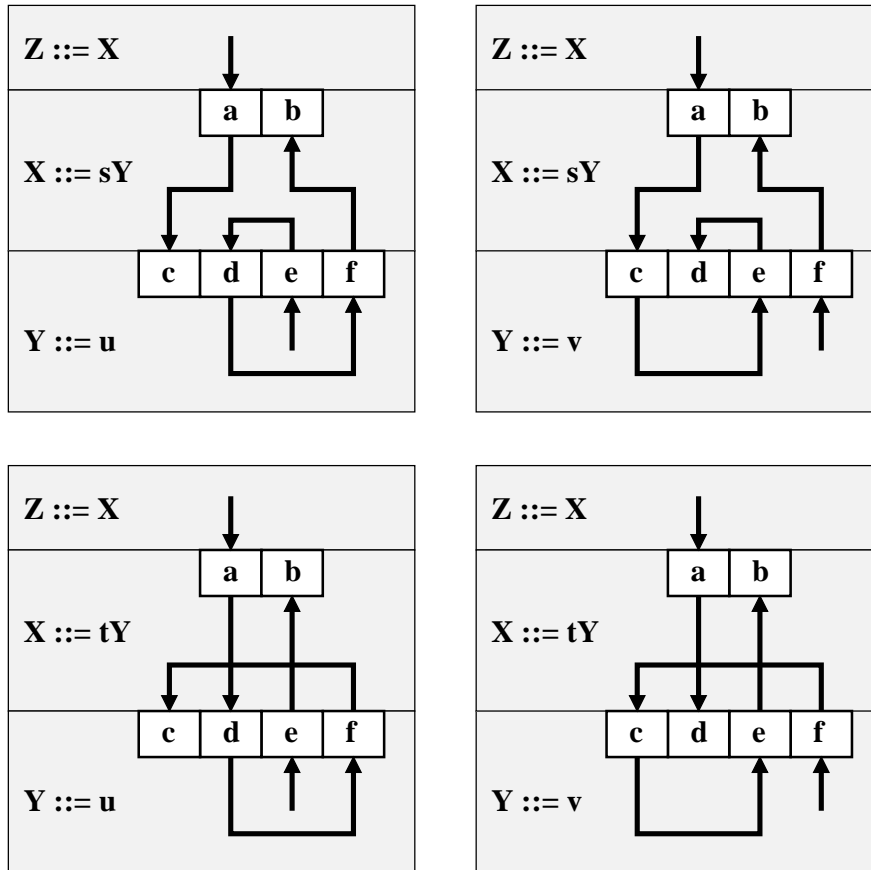 Z ::= X
a b
X ::= sY
c d e f
Y ::= u
Z ::= X
a b
X ::= sY
c d e f
Y ::= v
Z ::= X
a b
X ::= tY
c d e f
Y ::= u
Z ::= X
a b
X ::= tY
c d e f
Y ::= v